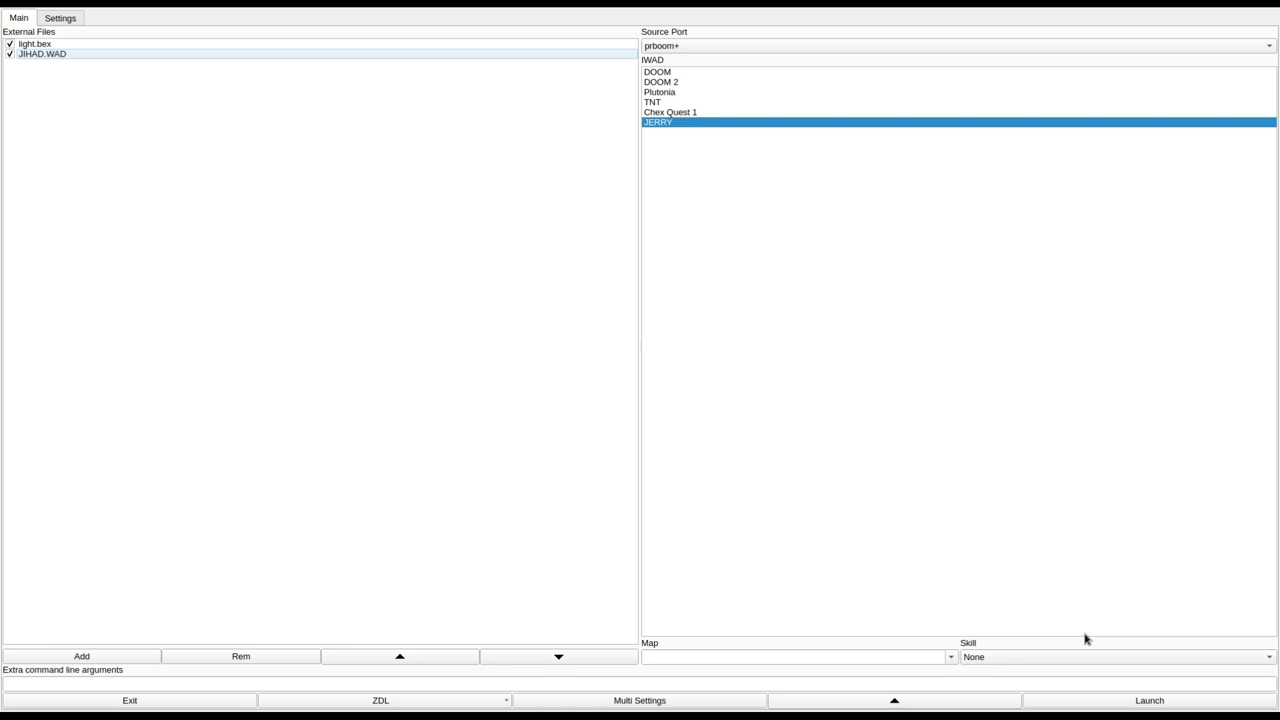 Main Settings
External Files
light.bex
JIHAD.WAD
Source Port
prboom+
IWAD
DOOM
DOOM 2
Plutonia
TNT
Chex Quest 1
JERRY
Map Skill
None
Add Rem
Extra command line arguments
Exit ZDL Multi Settings Launch